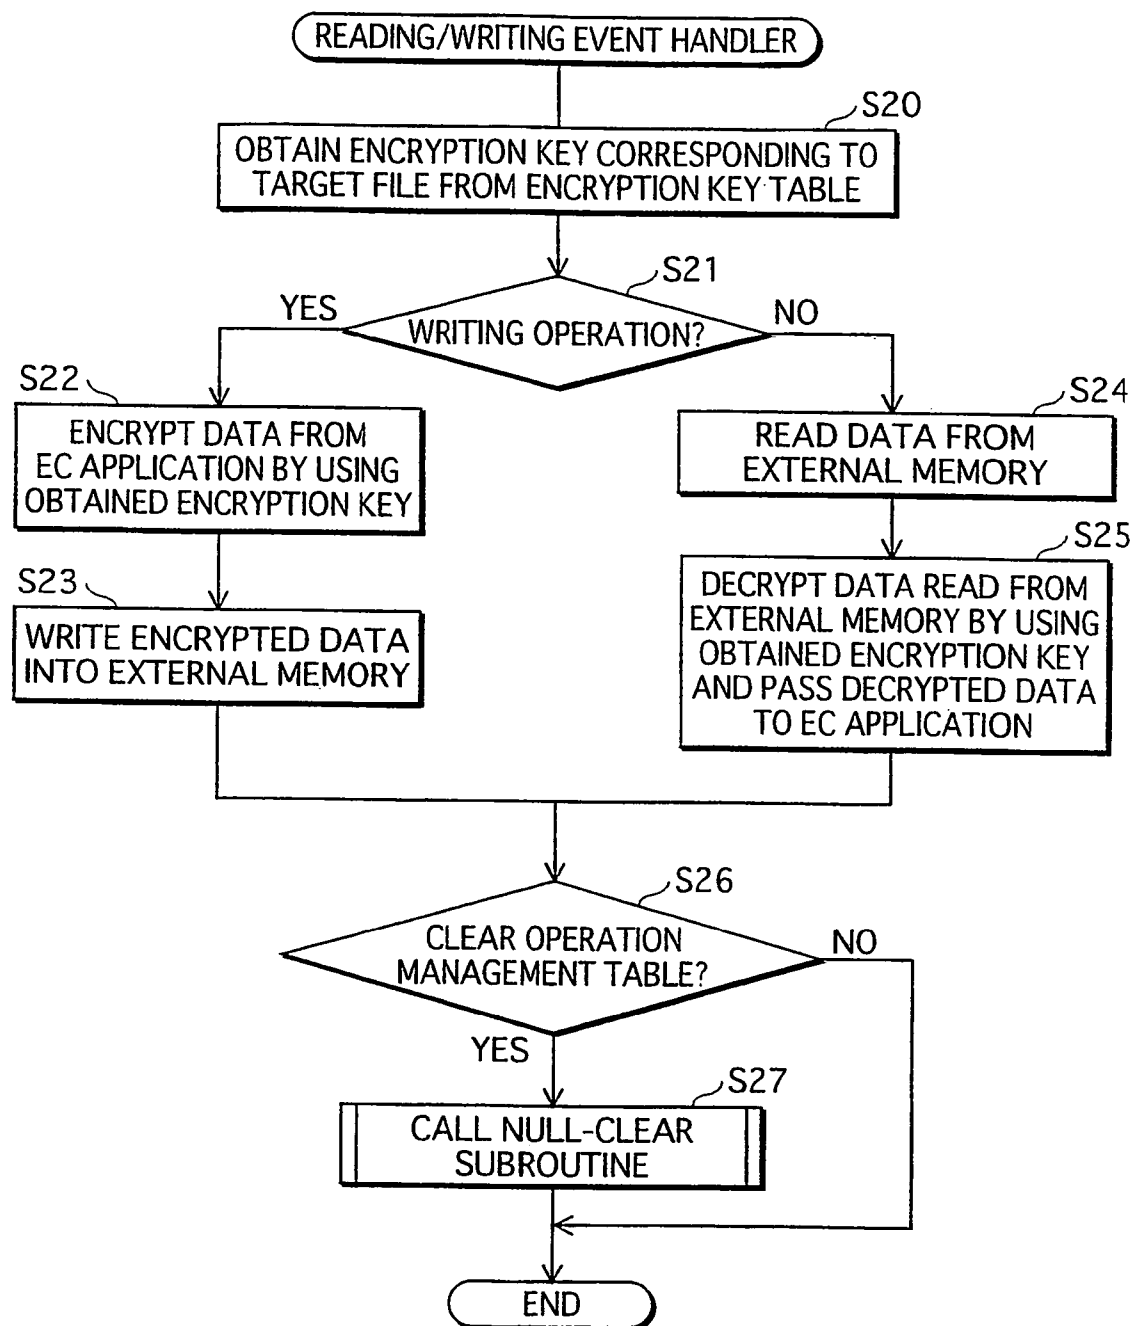 READING/WRITING EVENT HANDLER
S20
OBTAIN ENCRYPTION KEY CORRESPONDING TO
TARGET FILE FROM ENCRYPTION KEY TABLE
S21
YES
WRITING OPERATION?
NO
S22
ENCRYPT DATA FROM
EC APPLICATION BY USING
OBTAINED ENCRYPTION KEY
S24
READ DATA FROM
EXTERNAL MEMORY
S23
WRITE ENCRYPTED DATA
INTO EXTERNAL MEMORY
S25
DECRYPT DATA READ FROM
EXTERNAL MEMORY BY USING
OBTAINED ENCRYPTION KEY
AND PASS DECRYPTED DATA
TO EC APPLICATION
S26
CLEAR OPERATION
MANAGEMENT TABLE?
NO
YES
S27
CALL NULL-CLEAR
SUBROUTINE
END